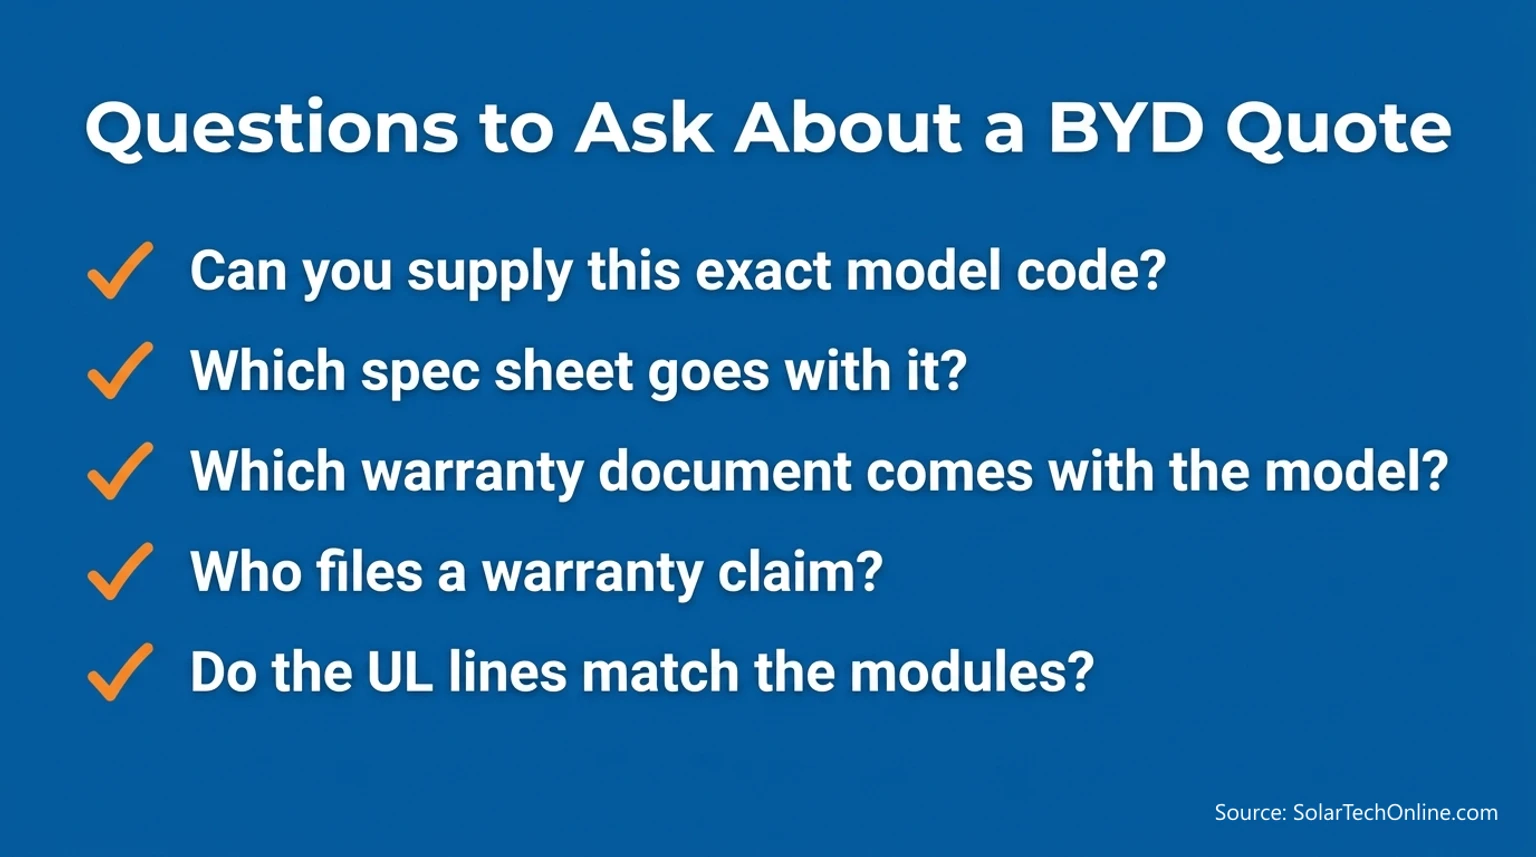 Questions to Ask About a BYD Quote
Can you supply this exact model code?
Which spec sheet goes with it?
Which warranty document comes with the model?
Who files a warranty claim?
Do the UL lines match the modules?
Source: SolarTechOnline.com